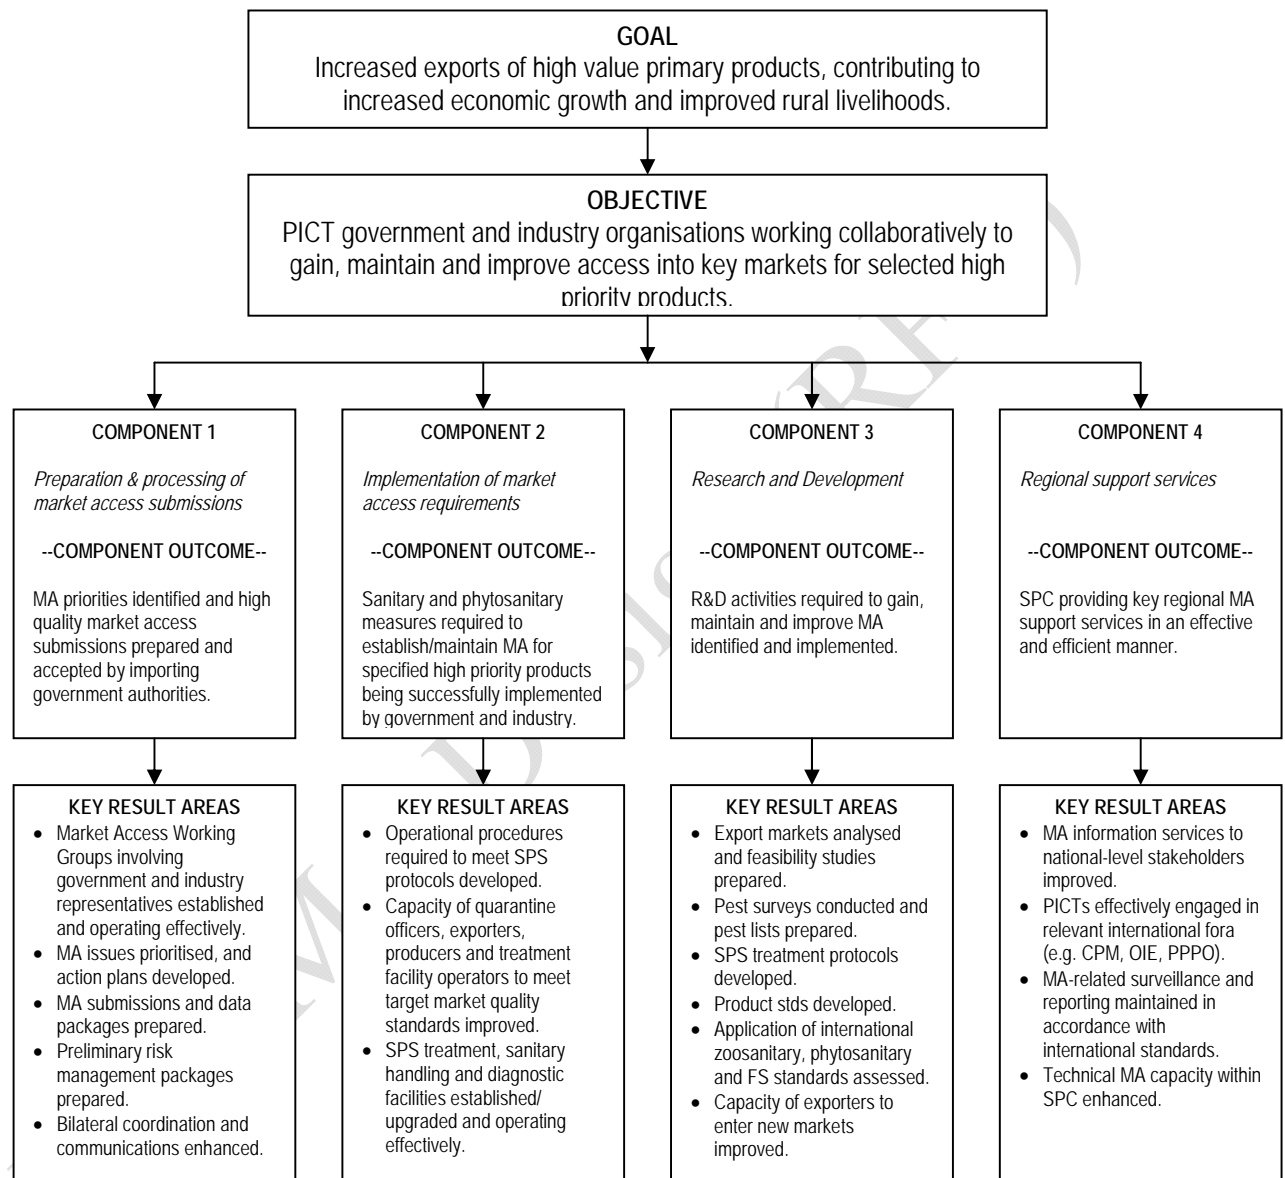 GOAL
Increased exports of high value primary products, contributing to
increased economic growth and improved rural livelihoods.
OBJECTIVE
PICT government and industry organisations working collaboratively to
gain, maintain and improve access into key markets for selected high
priority products.
COMPONENT 1
Preparation & processing of
market access submissions
--COMPONENT OUTCOME--
MA priorities identified and high
quality market access
submissions prepared and
accepted by importing
government authorities.
COMPONENT 2
Implementation of market
access requirements
--COMPONENT OUTCOME--
Sanitary and phytosanitary
measures required to
establish/maintain MA for
specified high priority products
being successfully implemented
by government and industry.
COMPONENT 3
Research and Development
--COMPONENT OUTCOME--
R&D activities required to gain,
maintain and improve MA
identified and implemented.
COMPONENT 4
Regional support services
--COMPONENT OUTCOME--
SPC providing key regional MA
support services in an effective
and efficient manner.
KEY RESULT AREAS
• Market Access Working
Groups involving
government and industry
representatives established
and operating effectively.
• MA issues prioritised, and
action plans developed.
• MA submissions and data
packages prepared.
• Preliminary risk
management packages
prepared.
• Bilateral coordination and
communications enhanced.
KEY RESULT AREAS
• Operational procedures
required to meet SPS
protocols developed.
• Capacity of quarantine
officers, exporters,
producers and treatment
facility operators to meet
target market quality
standards improved.
• SPS treatment, sanitary
handling and diagnostic
facilities established/
upgraded and operating
effectively.
KEY RESULT AREAS
• Export markets analysed
and feasibility studies
prepared.
• Pest surveys conducted and
pest lists prepared.
• SPS treatment protocols
developed.
• Product stds developed.
• Application of international
zoosanitary, phytosanitary
and FS standards assessed.
• Capacity of exporters to
enter new markets
improved.
KEY RESULT AREAS
• MA information services to
national-level stakeholders
improved.
• PICTs effectively engaged in
relevant international fora
(e.g. CPM, OIE, PPPO).
• MA-related surveillance and
reporting maintained in
accordance with
international standards.
• Technical MA capacity within
SPC enhanced.